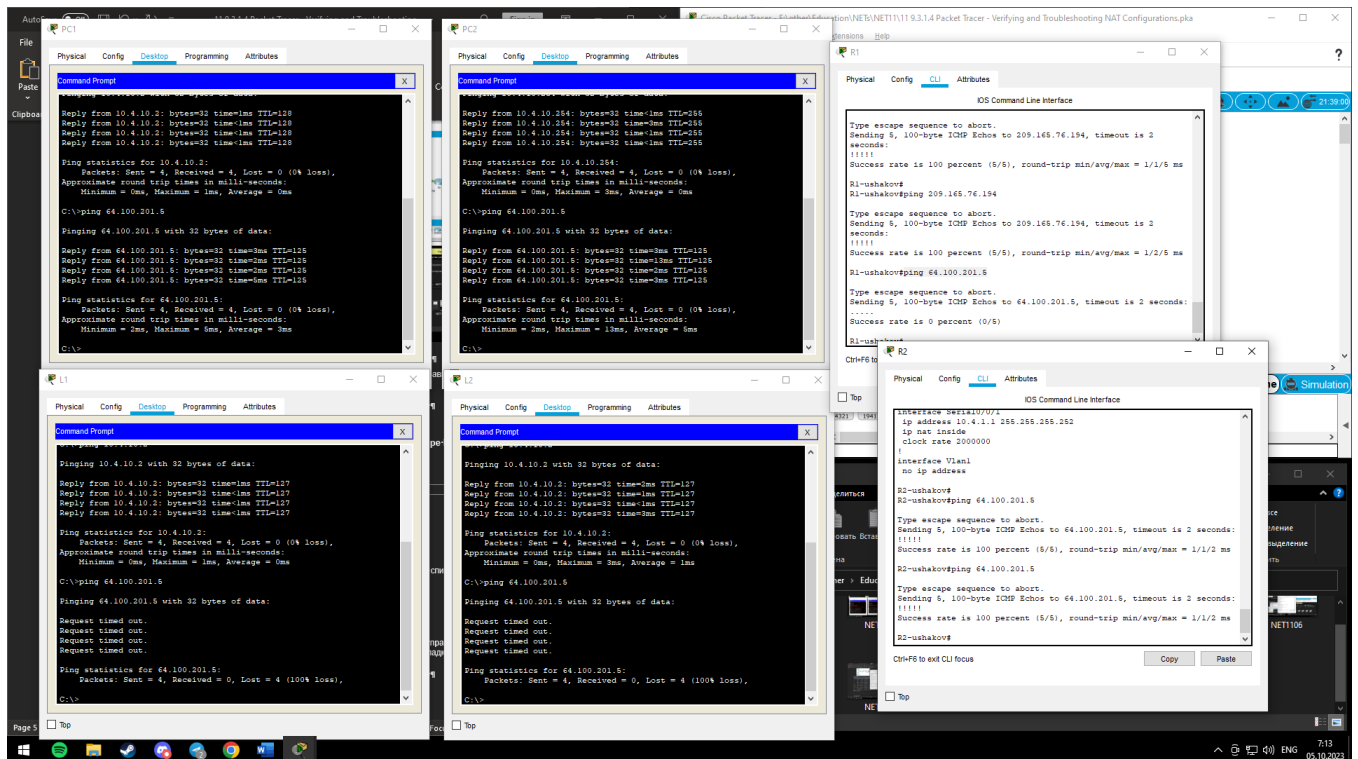 PC1
Physical Config Desktop Programming Attributes
Command Prompt
X
Reply from 10.4.10.2: bytes=32 time=1ms TTL=128
Reply from 10.4.10.2: bytes=32 time<1ms TTL=128
Reply from 10.4.10.2: bytes=32 time<1ms TTL=128
Reply from 10.4.10.2: bytes=32 time<1ms TTL=128
Ping statistics for 10.4.10.2:
Packets: Sent = 4, Received = 4, Lost = 0 (0% loss),
Approximate round trip times in milli-seconds:
Minimum = 0ms, Maximum = 1ms, Average = 0ms
C:\>ping 64.100.201.5
Pinging 64.100.201.5 with 32 bytes of data:
Reply from 64.100.201.5: bytes=32 time=3ms TTL=125
Reply from 64.100.201.5: bytes=32 time=2ms TTL=125
Reply from 64.100.201.5: bytes=32 time=2ms TTL=125
Reply from 64.100.201.5: bytes=32 time=5ms TTL=125
Ping statistics for 64.100.201.5:
Packets: Sent = 4, Received = 4, Lost = 0 (0% loss),
Approximate round trip times in milli-seconds:
Minimum = 2ms, Maximum = 5ms, Average = 3ms
C:\>
PC2
Physical Config Desktop Programming Attributes
Command Prompt
X
Reply from 10.4.10.254: bytes=32 time<1ms TTL=255
Reply from 10.4.10.254: bytes=32 time=3ms TTL=255
Reply from 10.4.10.254: bytes=32 time<1ms TTL=255
Reply from 10.4.10.254: bytes=32 time<1ms TTL=255
Ping statistics for 10.4.10.254:
Packets: Sent = 4, Received = 4, Lost = 0 (0% loss),
Approximate round trip times in milli-seconds:
Minimum = 0ms, Maximum = 3ms, Average = 0ms
C:\>ping 64.100.201.5
Pinging 64.100.201.5 with 32 bytes of data:
Reply from 64.100.201.5: bytes=32 time=3ms TTL=125
Reply from 64.100.201.5: bytes=32 time=13ms TTL=125
Reply from 64.100.201.5: bytes=32 time=2ms TTL=125
Reply from 64.100.201.5: bytes=32 time=3ms TTL=125
Ping statistics for 64.100.201.5:
Packets: Sent = 4, Received = 4, Lost = 0 (0% loss),
Approximate round trip times in milli-seconds:
Minimum = 2ms, Maximum = 13ms, Average = 5ms
C:\>
Cisco Packet Tracer - E:\other\Education\NETs\NET11\11 9.3.1.4 Packet Tracer - Verifying and Troubleshooting NAT Configurations.pka
Help
21:39:00
R1
Physical Config CLI Attributes
IOS Command Line Interface
Type escape sequence to abort.
Sending 5, 100-byte ICMP Echos to 209.165.76.194, timeout is 2
seconds:
!!!!!
Success rate is 100 percent (5/5), round-trip min/avg/max = 1/1/5 ms
R1-ushakov#
R1-ushakov#ping 209.165.76.194
Type escape sequence to abort.
Sending 5, 100-byte ICMP Echos to 209.165.76.194, timeout is 2
seconds:
!!!!!
Success rate is 100 percent (5/5), round-trip min/avg/max = 1/2/5 ms
R1-ushakov#ping 64.100.201.5
Type escape sequence to abort.
Sending 5, 100-byte ICMP Echos to 64.100.201.5, timeout is 2 seconds:
.....
Success rate is 0 percent (0/5)
R1-ushakov#
Top
Simulation
L1
Physical Config Desktop Programming Attributes
Command Prompt
X
Pinging 10.4.10.2 with 32 bytes of data:
Reply from 10.4.10.2: bytes=32 time=1ms TTL=127
Reply from 10.4.10.2: bytes=32 time<1ms TTL=127
Reply from 10.4.10.2: bytes=32 time<1ms TTL=127
Reply from 10.4.10.2: bytes=32 time<1ms TTL=127
Ping statistics for 10.4.10.2:
Packets: Sent = 4, Received = 4, Lost = 0 (0% loss),
Approximate round trip times in milli-seconds:
Minimum = 0ms, Maximum = 1ms, Average = 0ms
C:\>ping 64.100.201.5
Pinging 64.100.201.5 with 32 bytes of data:
Request timed out.
Request timed out.
Request timed out.
Request timed out.
Ping statistics for 64.100.201.5:
Packets: Sent = 4, Received = 0, Lost = 4 (100% loss),
C:\>
Top
L2
Physical Config Desktop Programming Attributes
Command Prompt
X
Pinging 10.4.10.2 with 32 bytes of data:
Reply from 10.4.10.2: bytes=32 time=2ms TTL=127
Reply from 10.4.10.2: bytes=32 time<1ms TTL=127
Reply from 10.4.10.2: bytes=32 time<1ms TTL=127
Reply from 10.4.10.2: bytes=32 time=3ms TTL=127
Ping statistics for 10.4.10.2:
Packets: Sent = 4, Received = 4, Lost = 0 (0% loss),
Approximate round trip times in milli-seconds:
Minimum = 0ms, Maximum = 3ms, Average = 1ms
C:\>ping 64.100.201.5
Pinging 64.100.201.5 with 32 bytes of data:
Request timed out.
Request timed out.
Request timed out.
Request timed out.
Ping statistics for 64.100.201.5:
Packets: Sent = 4, Received = 0, Lost = 4 (100% loss),
C:\>
Top
R2
Physical Config CLI Attributes
IOS Command Line Interface
interface Serial0/0/1
ip address 10.4.1.1 255.255.255.252
ip nat inside
clock rate 2000000
!
interface Vlan1
no ip address
R2-ushakov#
R2-ushakov#ping 64.100.201.5
Type escape sequence to abort.
Sending 5, 100-byte ICMP Echos to 64.100.201.5, timeout is 2 seconds:
!!!!!
Success rate is 100 percent (5/5), round-trip min/avg/max = 1/1/2 ms
R2-ushakov#ping 64.100.201.5
Type escape sequence to abort.
Sending 5, 100-byte ICMP Echos to 64.100.201.5, timeout is 2 seconds:
!!!!!
Success rate is 100 percent (5/5), round-trip min/avg/max = 1/1/2 ms
R2-ushakov#
Ctrl+F6 to exit CLI focus
Copy Paste
Top
File
Paste
NET1106
Page 5
ENG
7:13
05.10.2023